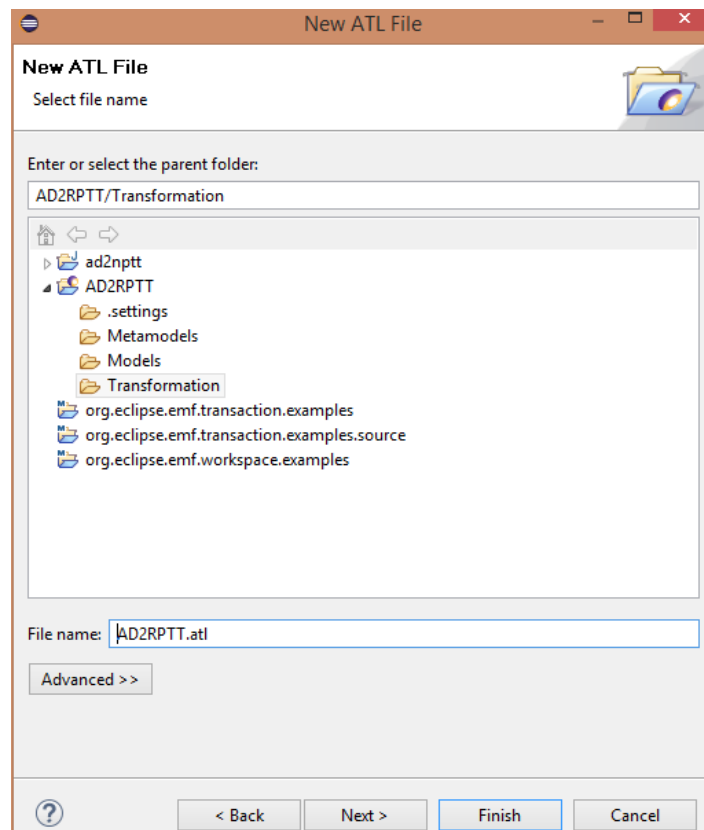 New ATL File
New ATL File
Select file name
Enter or select the parent folder:
AD2RPTT/Transformation
ad2nptt
AD2RPTT
.settings
Metamodels
Models
Transformation
org.eclipse.emf.transaction.examples
org.eclipse.emf.transaction.examples.source
org.eclipse.emf.workspace.examples
File name: AD2RPTT.atl
Advanced >>
? < Back Next > Finish Cancel